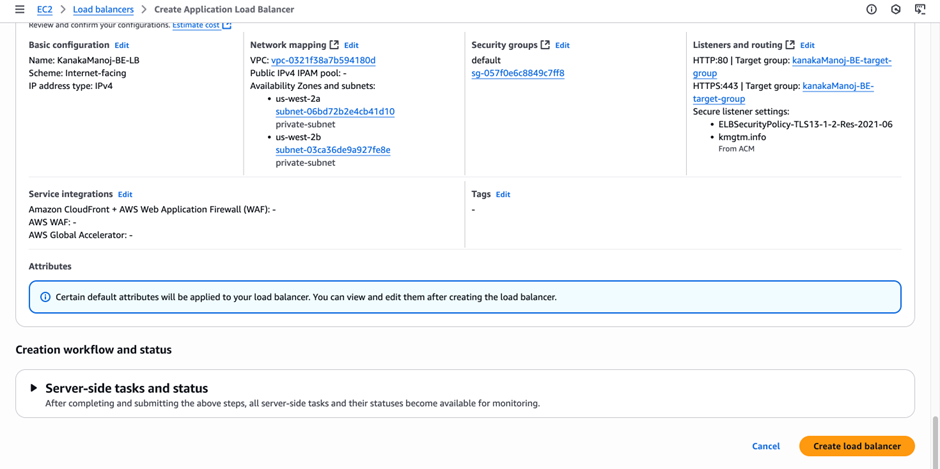 EC2 > Load balancers > Create Application Load Balancer
Review and confirm your configurations. Estimate cost
Basic configuration Edit
Name: KanakaManoj-BE-LB
Scheme: Internet-facing
IP address type: IPv4
Network mapping Edit
VPC: vpc-0321f38a7b594180d
Public IPv4 IPAM pool: -
Availability Zones and subnets:
• us-west-2a
subnet-06bd72b2e4cb41d10
private-subnet
• us-west-2b
subnet-03ca36de9a927fe8e
private-subnet
Security groups Edit
default
sg-057f0e6c8849c7ff8
Listeners and routing Edit
HTTP:80 | Target group: kanakaManoj-BE-target-
group
HTTPS:443 | Target group: kanakaManoj-BE-
target-group
Secure listener settings:
• ELBSecurityPolicy-TLS13-1-2-Res-2021-06
• kmgtm.info
From ACM
Service integrations Edit
Amazon CloudFront + AWS Web Application Firewall (WAF): -
AWS WAF: -
AWS Global Accelerator: -
Tags Edit
-
Attributes
Certain default attributes will be applied to your load balancer. You can view and edit them after creating the load balancer.
Creation workflow and status
Server-side tasks and status
After completing and submitting the above steps, all server-side tasks and their statuses become available for monitoring.
Cancel
Create load balancer